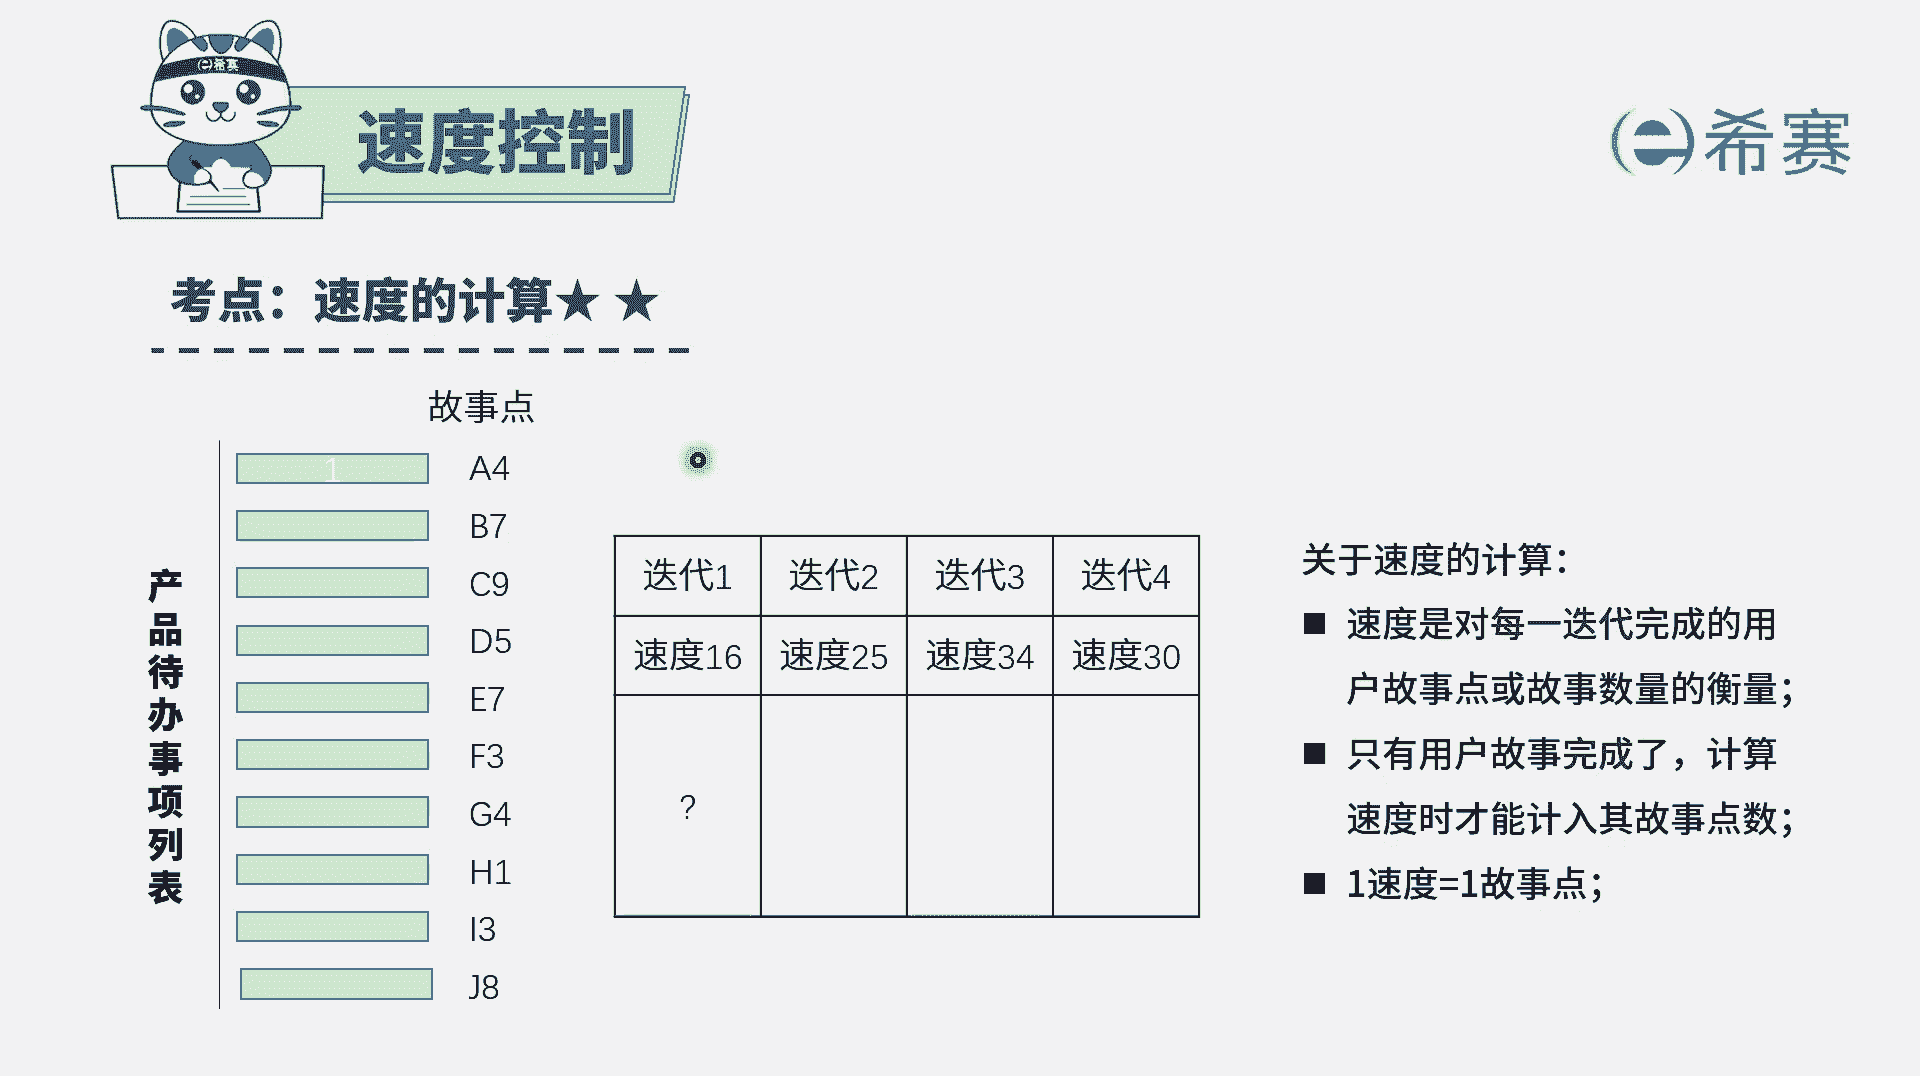 e希赛
速度控制
e希赛
考点：速度的计算★ ★
故事点
产品待办事项列表
1
A4
B7
C9
D5
E7
F3
G4
H1
I3
J8
迭代1 迭代2 迭代3 迭代4
速度16 速度25 速度34 速度30
?
关于速度的计算：
■ 速度是对每一迭代完成的用
户故事点或故事数量的衡量；
■ 只有用户故事完成了，计算
速度时才能计入其故事点数；
■ 1速度=1故事点；